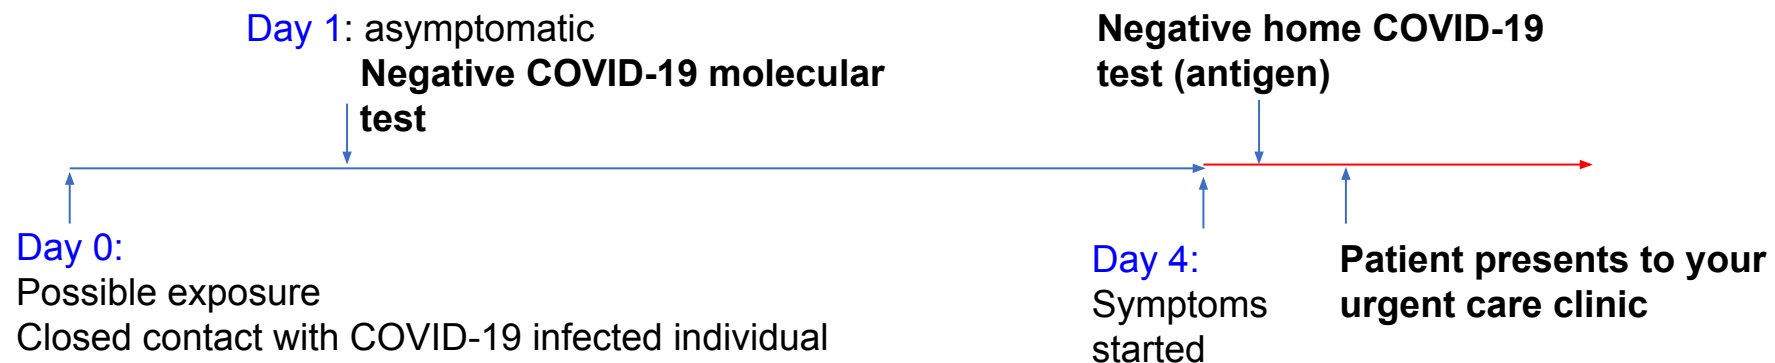 Day 1: asymptomatic
Negative COVID-19 molecular
test
Negative home COVID-19
test (antigen)
Day 0:
Possible exposure
Closed contact with COVID-19 infected individual
Day 4:
Symptoms
started
Patient presents to your
urgent care clinic